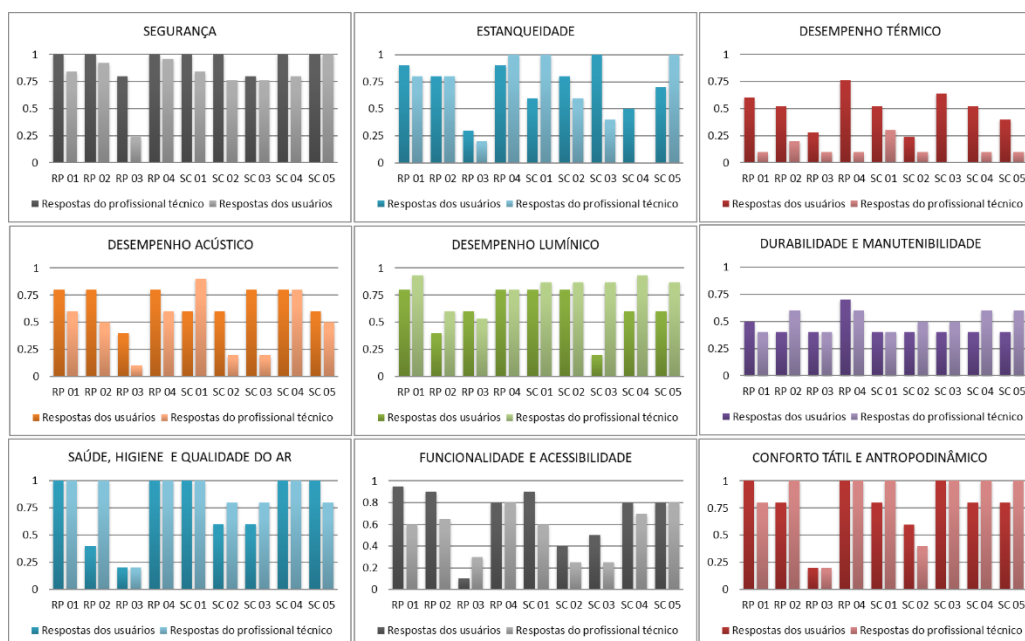 SEGURANÇA
1
0.75
0.5
0.25
0
RP 01 RP 02 RP 03 RP 04 SC 01 SC 02 SC 03 SC 04 SC 05
Respostas do profissional técnico Respostas dos usuários
ESTANQUEIDADE
1
0.75
0.5
0.25
0
RP 01 RP 02 RP 03 RP 04 SC 01 SC 02 SC 03 SC 04 SC 05
Respostas dos usuários Respostas do profissional técnico
DESEMPENHO TÉRMICO
1
0.75
0.5
0.25
0
RP 01 RP 02 RP 03 RP 04 SC 01 SC 02 SC 03 SC 04 SC 05
Respostas dos usuários Respostas do profissional técnico
DESEMPENHO ACÚSTICO
1
0.75
0.5
0.25
0
RP 01 RP 02 RP 03 RP 04 SC 01 SC 02 SC 03 SC 04 SC 05
Respostas dos usuários Respostas do profissional técnico
DESEMPENHO LUMÍNICO
1
0.75
0.5
0.25
0
RP 01 RP 02 RP 03 RP 04 SC 01 SC 02 SC 03 SC 04 SC 05
Respostas dos usuários Respostas do profissional técnico
DURABILIDADE E MANUTENIBILIDADE
1
0.75
0.5
0.25
0
RP 01 RP 02 RP 03 RP 04 SC 01 SC 02 SC 03 SC 04 SC 05
Respostas dos usuários Respostas do profissional técnico
SAÚDE, HIGIENE E QUALIDADE DO AR
1
0.75
0.5
0.25
0
RP 01 RP 02 RP 03 RP 04 SC 01 SC 02 SC 03 SC 04 SC 05
Respostas dos usuários Respostas do profissional técnico
FUNCIONALIDADE E ACESSIBILIDADE
1
0.8
0.6
0.4
0.2
0
RP 01 RP 02 RP 03 RP 04 SC 01 SC 02 SC 03 SC 04 SC 05
Respostas dos usuários Respostas do profissional técnico
CONFORTO TÁTIL E ANTROPODINÂMICO
1
0.75
0.5
0.25
0
RP 01 RP 02 RP 03 RP 04 SC 01 SC 02 SC 03 SC 04 SC 05
Respostas dos usuários Respostas do profissional técnico